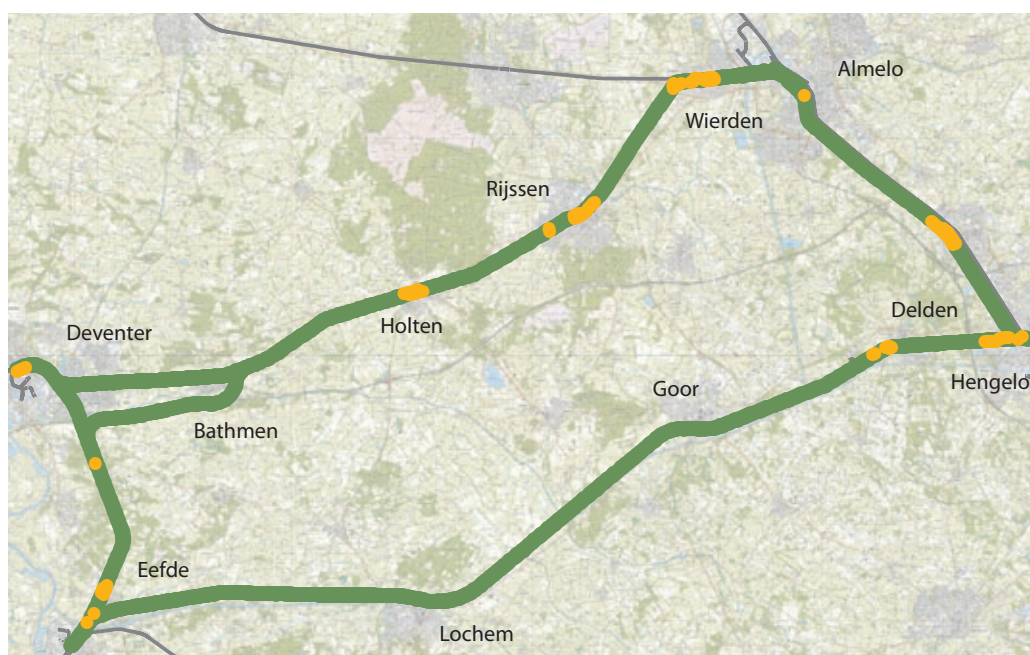 Almelo
Wierden
Rijssen
Delden
Holten
Deventer
Hengelo
Goor
Bathmen
Eefde
Lochem